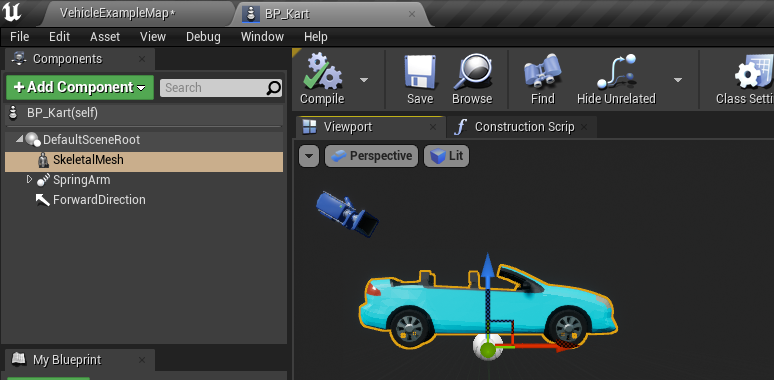 VehicleExampleMap*
BP_Kart
File Edit Asset View Debug Window Help
Components
+Add Component
Search
BP_Kart(self)
DefaultSceneRoot
SkeletalMesh
SpringArm
ForwardDirection
My Blueprint
Compile
Save
Browse
Find
Hide Unrelated
Class Setti
Viewport
Construction Scrip
Perspective
Lit